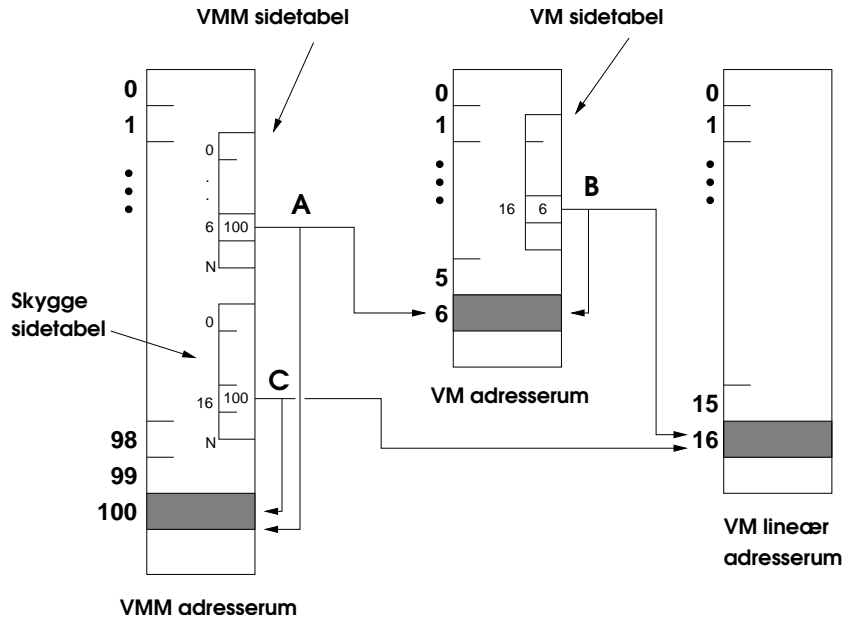 VMM sidetabel
VM sidetabel
0
1
0
.
.
6 100
N
A
Skygge
sidetabel
0
16 100
N
C
98
99
100
VMM adresserum
0
1
16 6
B
5
6
VM adresserum
0
1
15
16
VM lineær
adresserum